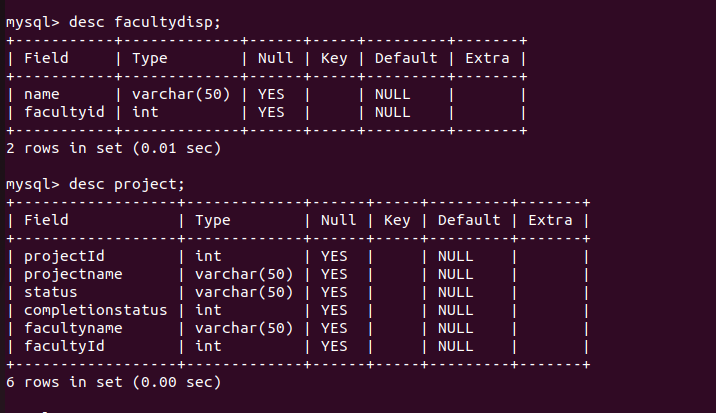 mysql> desc facultydisp;
+-----------+-------------+------+-----+---------+-------+
| Field     | Type        | Null | Key | Default | Extra |
+-----------+-------------+------+-----+---------+-------+
| name      | varchar(50) | YES  |     | NULL    |       |
| facultyid | int         | YES  |     | NULL    |       |
+-----------+-------------+------+-----+---------+-------+
2 rows in set (0.01 sec)
mysql> desc project;
+------------------+-------------+------+-----+---------+-------+
| Field            | Type        | Null | Key | Default | Extra |
+------------------+-------------+------+-----+---------+-------+
| projectId        | int         | YES  |     | NULL    |       |
| projectname      | varchar(50) | YES  |     | NULL    |       |
| status           | varchar(50) | YES  |     | NULL    |       |
| completionstatus | int         | YES  |     | NULL    |       |
| facultyname      | varchar(50) | YES  |     | NULL    |       |
| facultyId        | int         | YES  |     | NULL    |       |
+------------------+-------------+------+-----+---------+-------+
6 rows in set (0.00 sec)